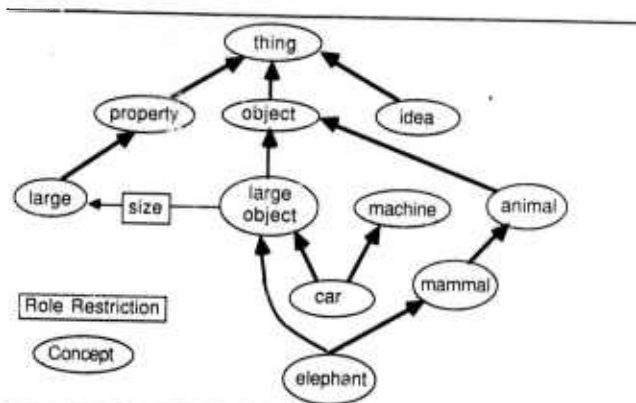 thing
property
object
idea
large
size
large
object
machine
animal
car
mammal
Role Restriction
Concept
elephant